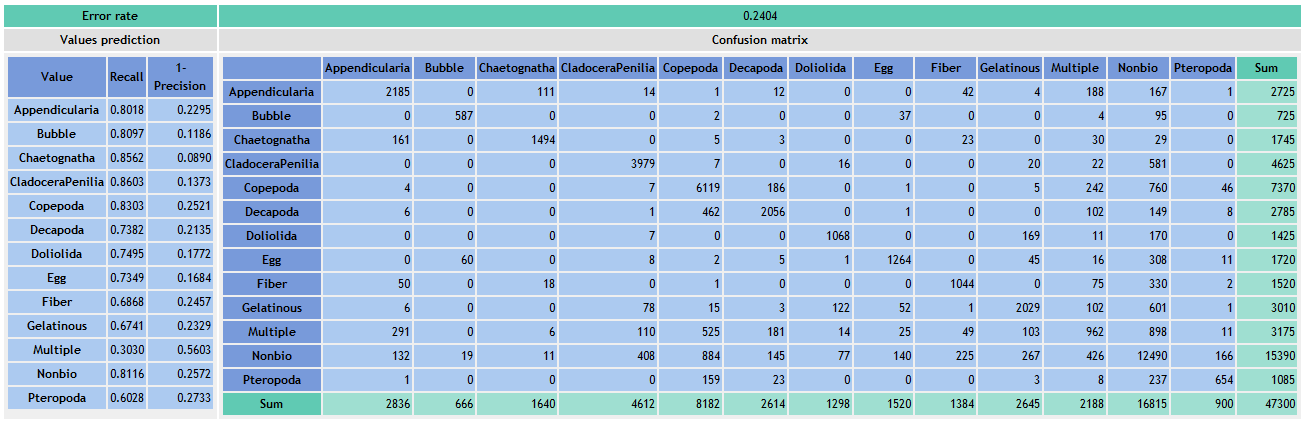 Error rate 0.2404
Values prediction Confusion matrix
Value Recall 1-Precision Appendicularia Bubble Chaetognatha CladoceraPenilia Copepoda Decapoda Doliolida Egg Fiber Gelatinous Multiple Nonbio Pteropoda Sum
Appendicularia 0.8018 0.2295 Appendicularia 2185 0 111 14 1 12 0 0 42 4 188 167 1 2725
Bubble 0.8097 0.1186 Bubble 0 587 0 0 2 0 0 37 0 0 4 95 0 725
Chaetognatha 0.8562 0.0890 Chaetognatha 161 0 1494 0 5 3 0 0 23 0 30 29 0 1745
CladoceraPenilia 0.8603 0.1373 CladoceraPenilia 0 0 0 3979 7 0 16 0 0 20 22 581 0 4625
Copepoda 0.8303 0.2521 Copepoda 4 0 0 7 6119 186 0 1 0 5 242 760 46 7370
Decapoda 0.7382 0.2135 Decapoda 6 0 0 1 462 2056 0 1 0 0 102 149 8 2785
Doliolida 0.7495 0.1772 Doliolida 0 0 0 7 0 0 1068 0 0 169 11 170 0 1425
Egg 0.7349 0.1684 Egg 0 60 0 8 2 5 1 1264 0 45 16 308 11 1720
Fiber 0.6868 0.2457 Fiber 50 0 18 0 1 0 0 0 1044 0 75 330 2 1520
Gelatinous 0.6741 0.2329 Gelatinous 6 0 0 78 15 3 122 52 1 2029 102 601 1 3010
Multiple 0.3030 0.5603 Multiple 291 0 6 110 525 181 14 25 49 103 962 898 11 3175
Nonbio 0.8116 0.2572 Nonbio 132 19 11 408 884 145 77 140 225 267 426 12490 166 15390
Pteropoda 0.6028 0.2733 Pteropoda 1 0 0 0 159 23 0 0 0 3 8 237 654 1085
Sum 2836 666 1640 4612 8182 2614 1298 1520 1384 2645 2188 16815 900 47300